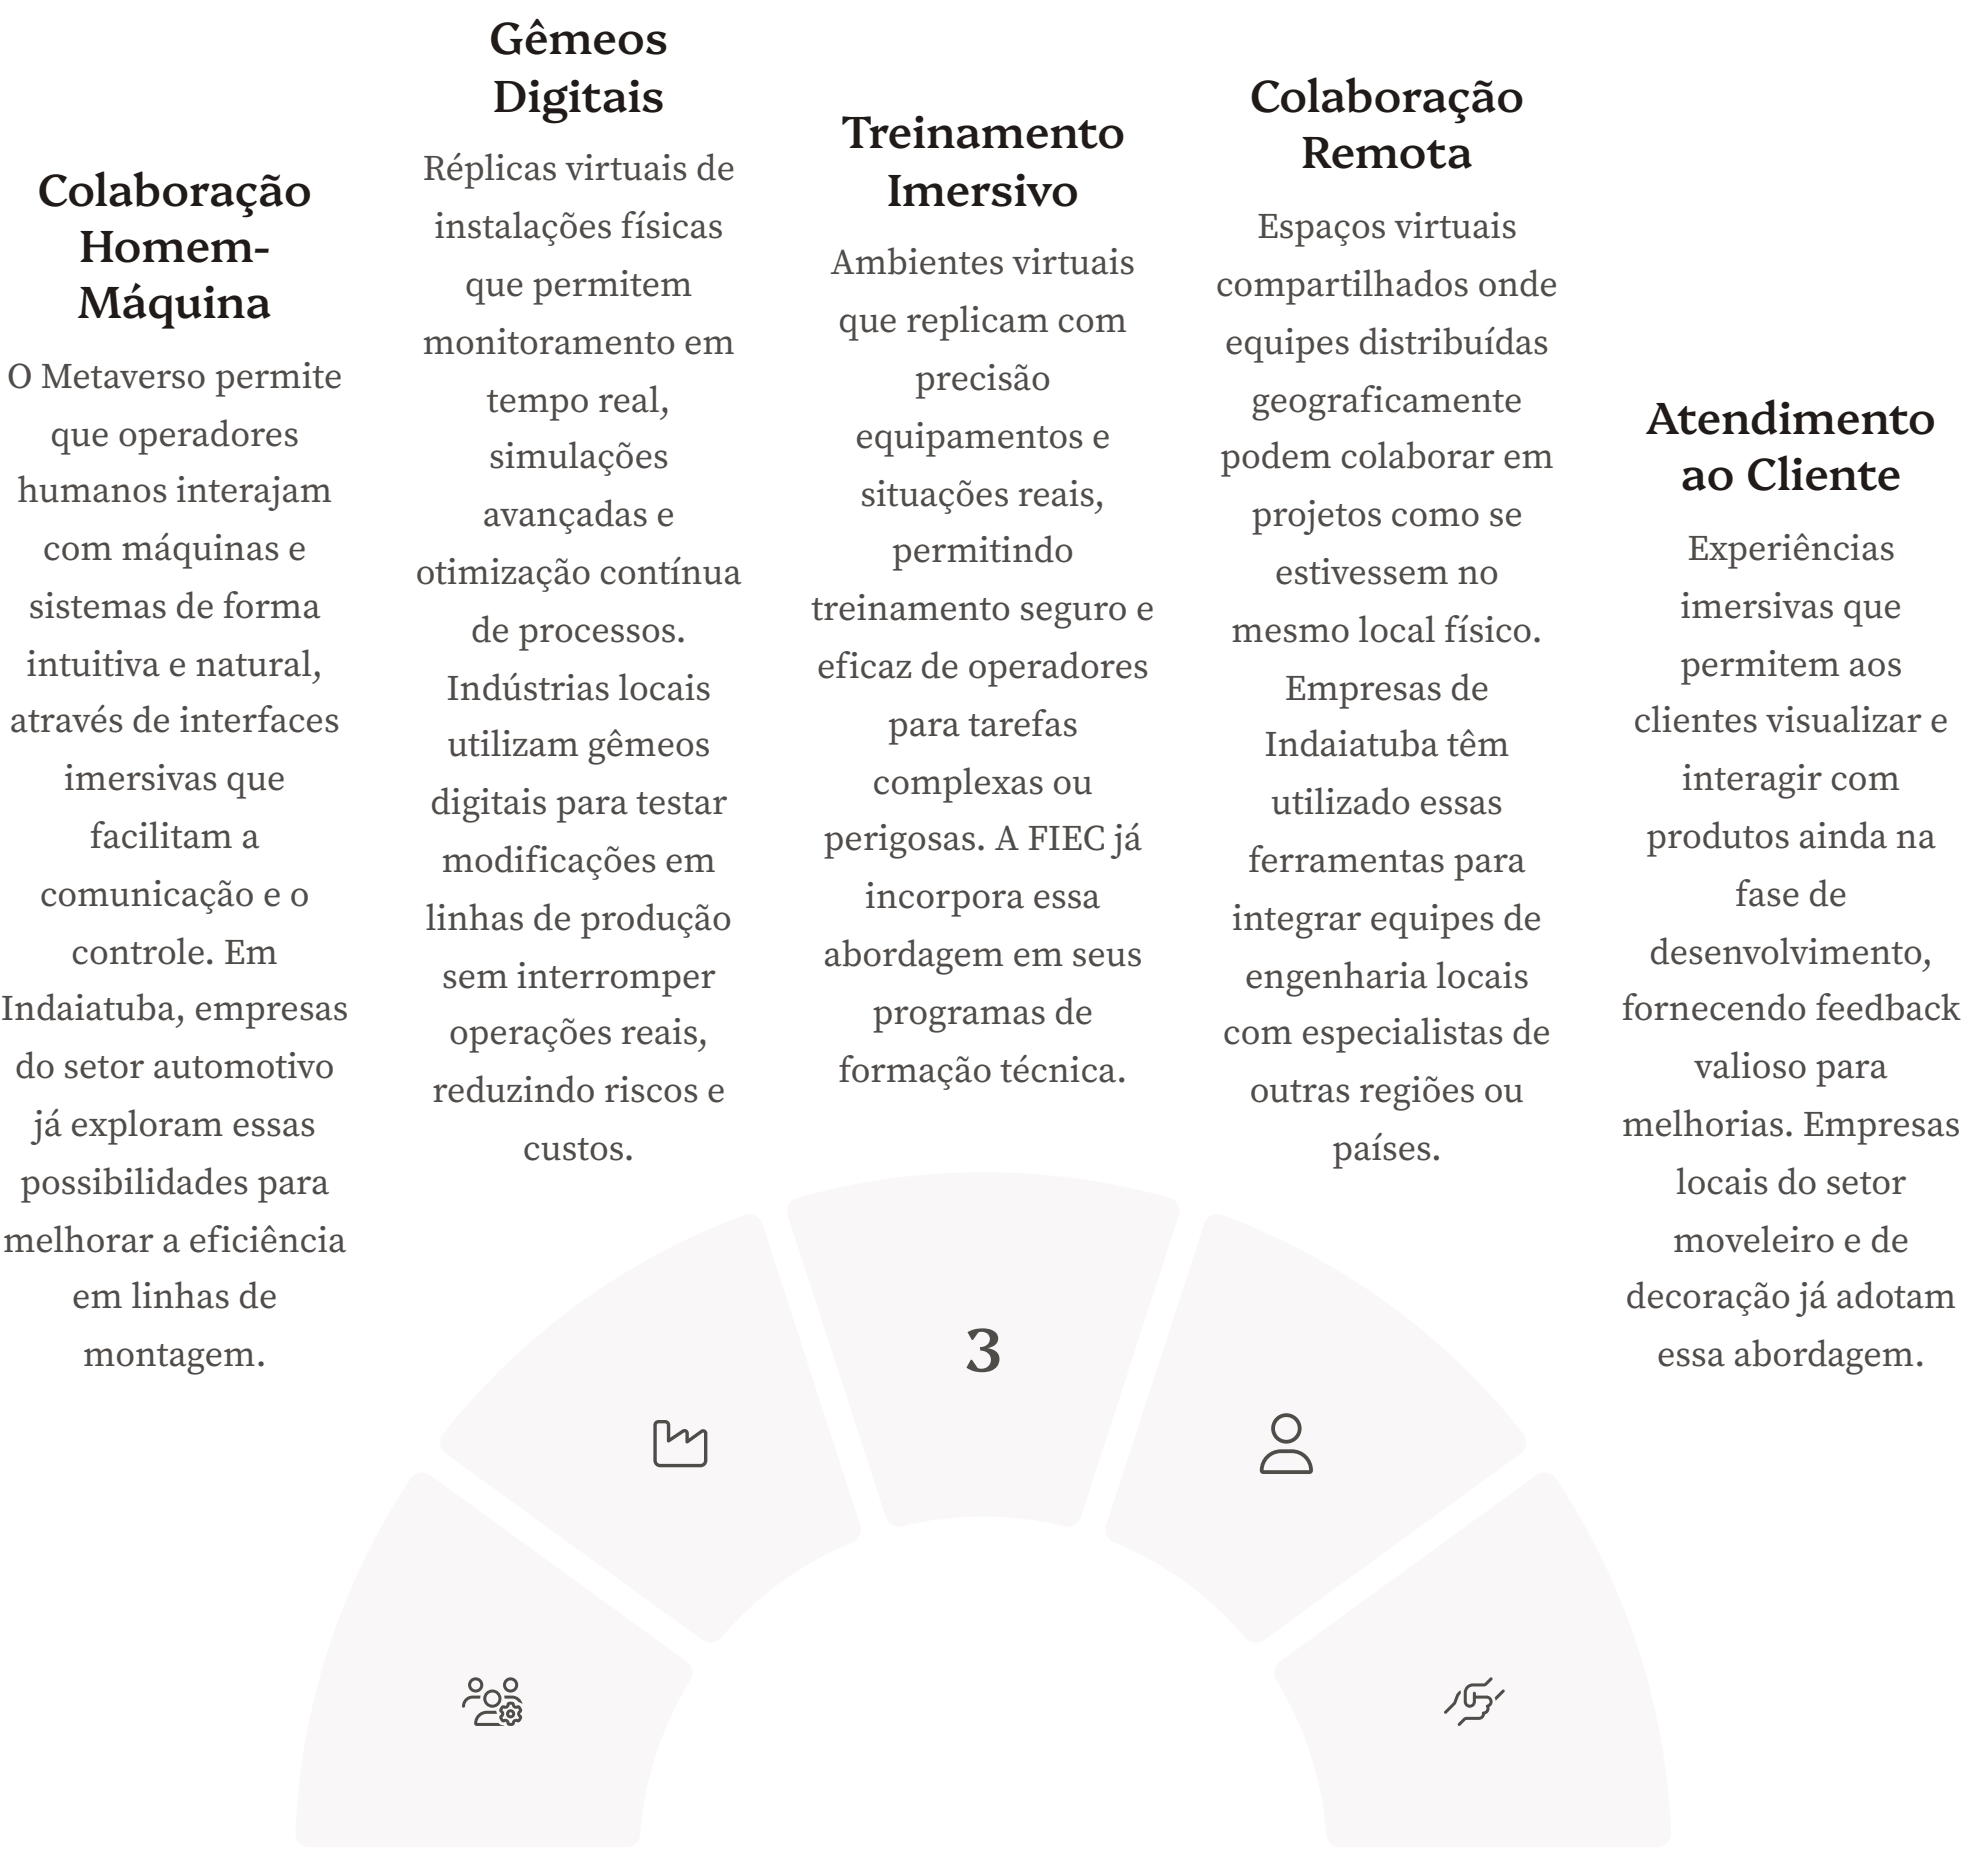 Colaboração
Homem-
Máquina
O Metaverso permite
que operadores
humanos interajam
com máquinas e
sistemas de forma
intuitiva e natural,
através de interfaces
imersivas que
facilitam a
comunicação e o
controle. Em
Indaiatuba, empresas
do setor automotivo
já exploram essas
possibilidades para
melhorar a eficiência
em linhas de
montagem.
Gêmeos
Digitais
Réplicas virtuais de
instalações físicas
que permitem
monitoramento em
tempo real,
simulações
avançadas e
otimização contínua
de processos.
Indústrias locais
utilizam gêmeos
digitais para testar
modificações em
linhas de produção
sem interromper
operações reais,
reduzindo riscos e
custos.
Treinamento
Imersivo
Ambientes virtuais
que replicam com
precisão
equipamentos e
situações reais,
permitindo
treinamento seguro e
eficaz de operadores
para tarefas
complexas ou
perigosas. A FIEC já
incorpora essa
abordagem em seus
programas de
formação técnica.
Colaboração
Remota
Espaços virtuais
compartilhados onde
equipes distribuídas
geograficamente
podem colaborar em
projetos como se
estivessem no
mesmo local físico.
Empresas de
Indaiatuba têm
utilizado essas
ferramentas para
integrar equipes de
engenharia locais
com especialistas de
outras regiões ou
países.
Atendimento
ao Cliente
Experiências
imersivas que
permitem aos
clientes visualizar e
interagir com
produtos ainda na
fase de
desenvolvimento,
fornecendo feedback
valioso para
melhorias. Empresas
locais do setor
moveleiro e de
decoração já adotam
essa abordagem.
3